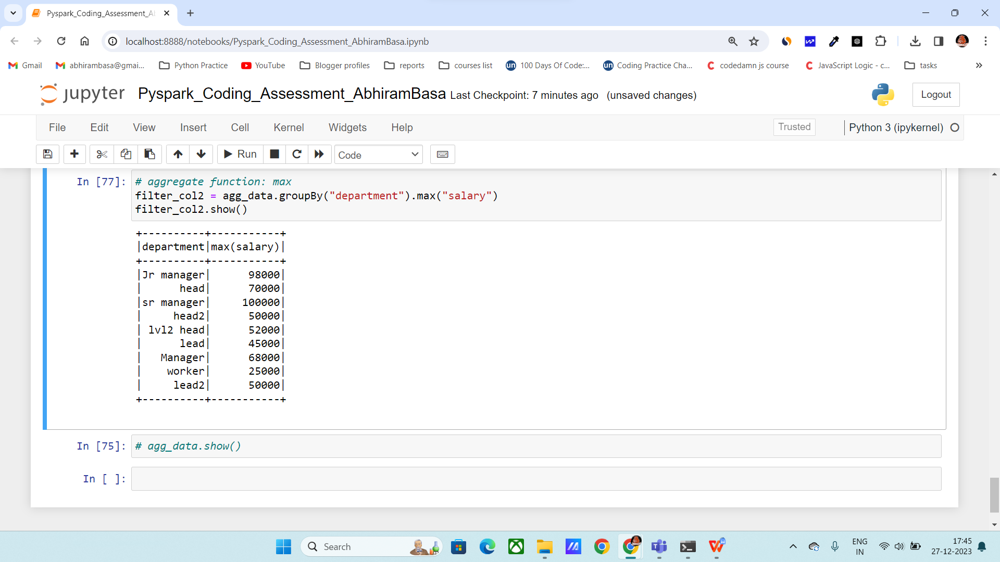 Pyspark_Coding_Assessment_A
localhost:8888/notebooks/Pyspark_Coding_Assessment_AbhiramBasa.ipynb
Gmail
abhirambasa@gmai...
Python Practice
YouTube
Blogger profiles
reports
courses list
un
100 Days Of Code:...
un
Coding Practice Cha...
codedamn js course
JavaScript Logic - c...
tasks
jupyter
Pyspark_Coding_Assessment_AbhiramBasa Last Checkpoint: 7 minutes ago (unsaved changes)
Logout
File Edit View Insert Cell Kernel Widgets Help
Trusted
Python 3 (ipykernel)
Run
Code
In [77]:
# aggregate function: max
filter_col2 = agg_data.groupBy("department").max("salary")
filter_col2.show()
+----------+-----------+
|department|max(salary)|
+----------+-----------+
|Jr manager|      98000|
|      head|      70000|
|sr manager|     100000|
|     head2|      50000|
| lvl2 head|      52000|
|      lead|      45000|
|   Manager|      68000|
|    worker|      25000|
|     lead2|      50000|
+----------+-----------+
In [75]:
# agg_data.show()
In [ ]:
Search
ENG
IN
17:45
27-12-2023